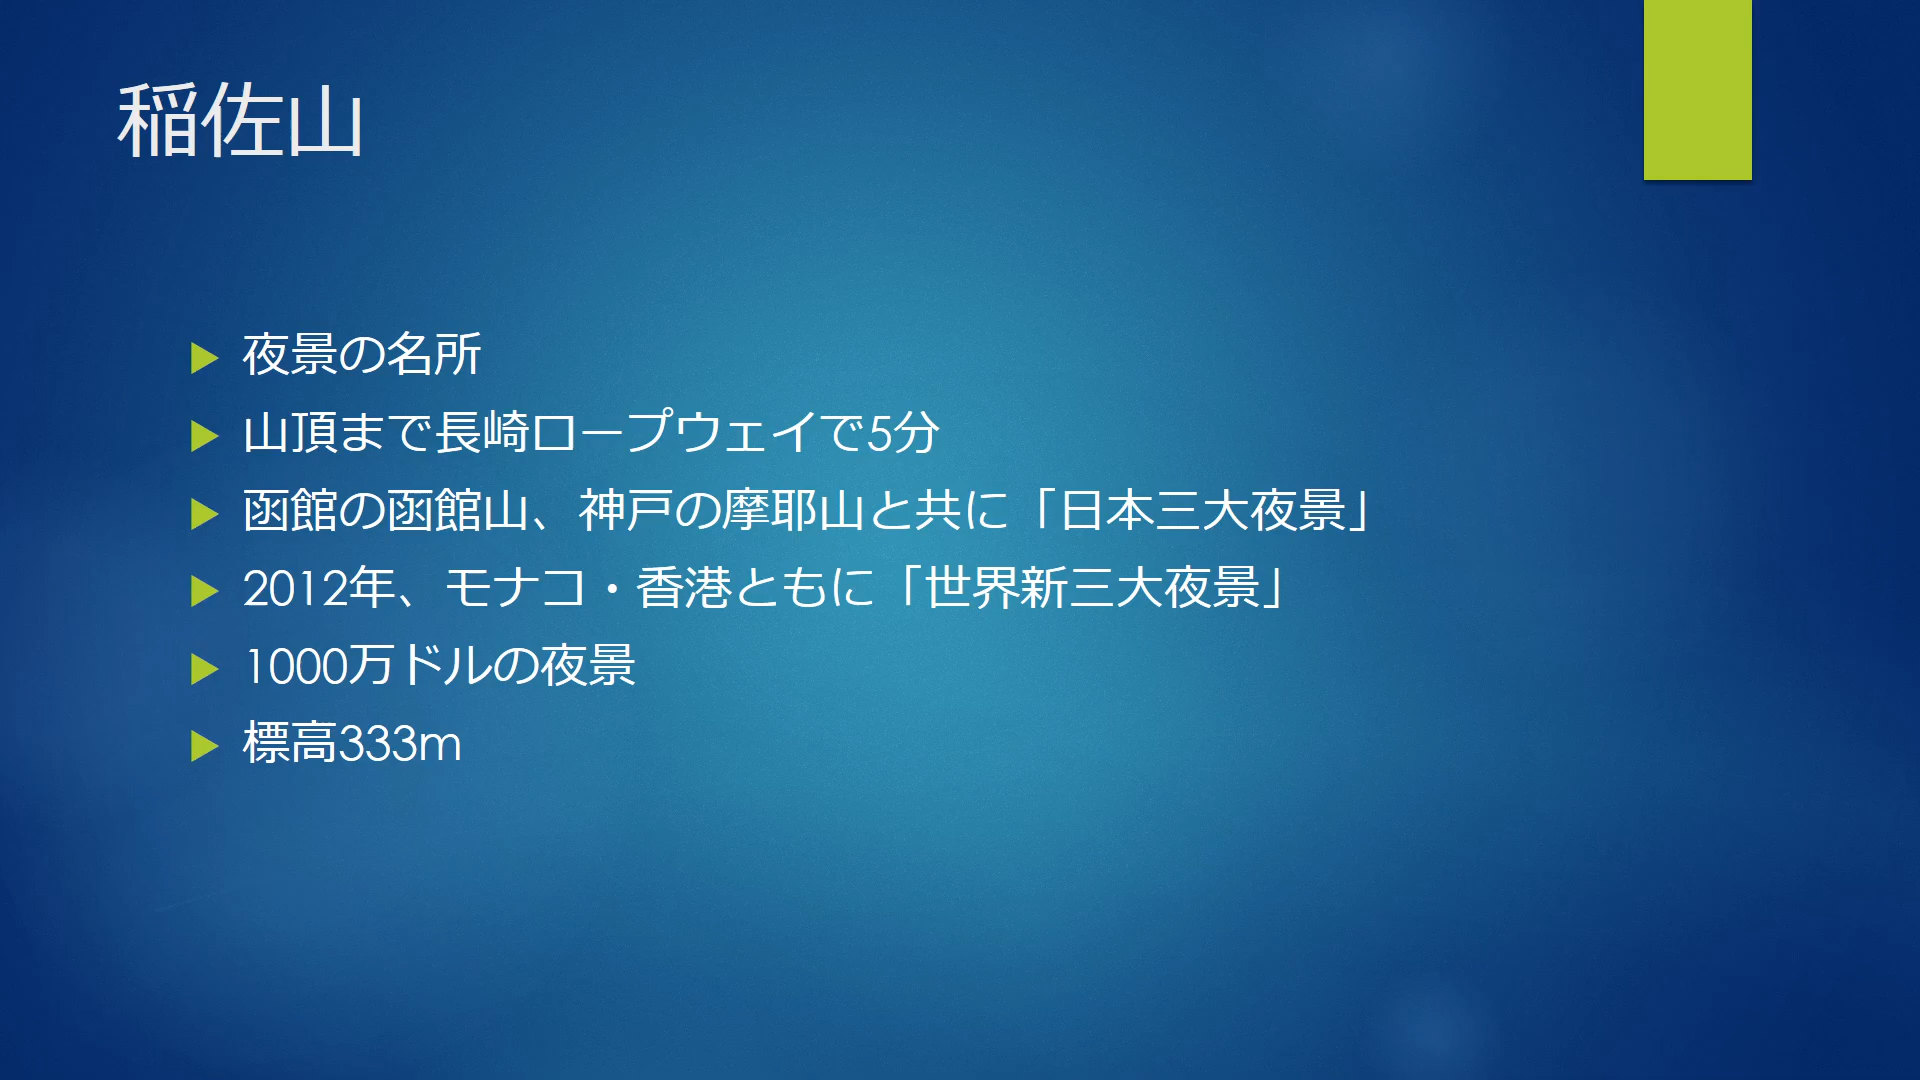 稲佐山
夜景の名所
山頂まで長崎ロープウェイで5分
函館の函館山、神戸の摩耶山と共に「日本三大夜景」
2012年、モナコ・香港ともに「世界新三大夜景」
1000万ドルの夜景
標高333m